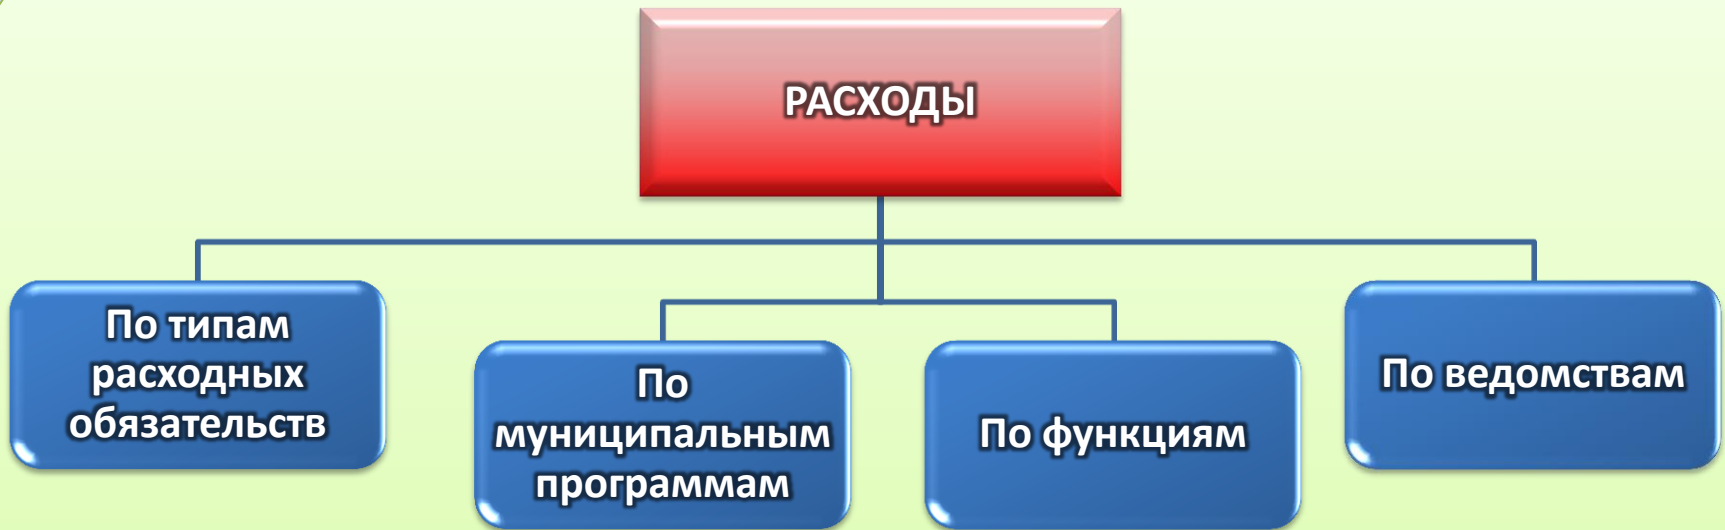 РАСХОДЫ
По типам
расходных
обязательств
По
муниципальным
программам
По функциям
По ведомствам